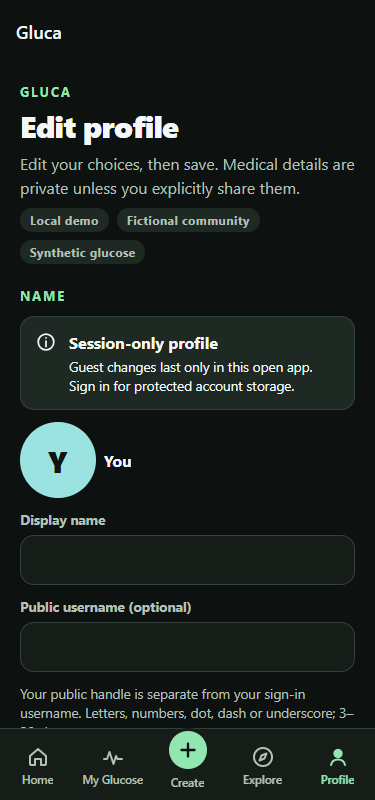 Gluca
GLUCA
Edit profile
Edit your choices, then save. Medical details are
private unless you explicitly share them.
Local demo
Fictional community
Synthetic glucose
NAME
Session-only profile
Guest changes last only in this open app.
Sign in for protected account storage.
Y
You
Display name
Public username (optional)
Your public handle is separate from your sign-in
username. Letters, numbers, dot, dash or underscore; 3–
Home
My Glucose
Create
Explore
Profile